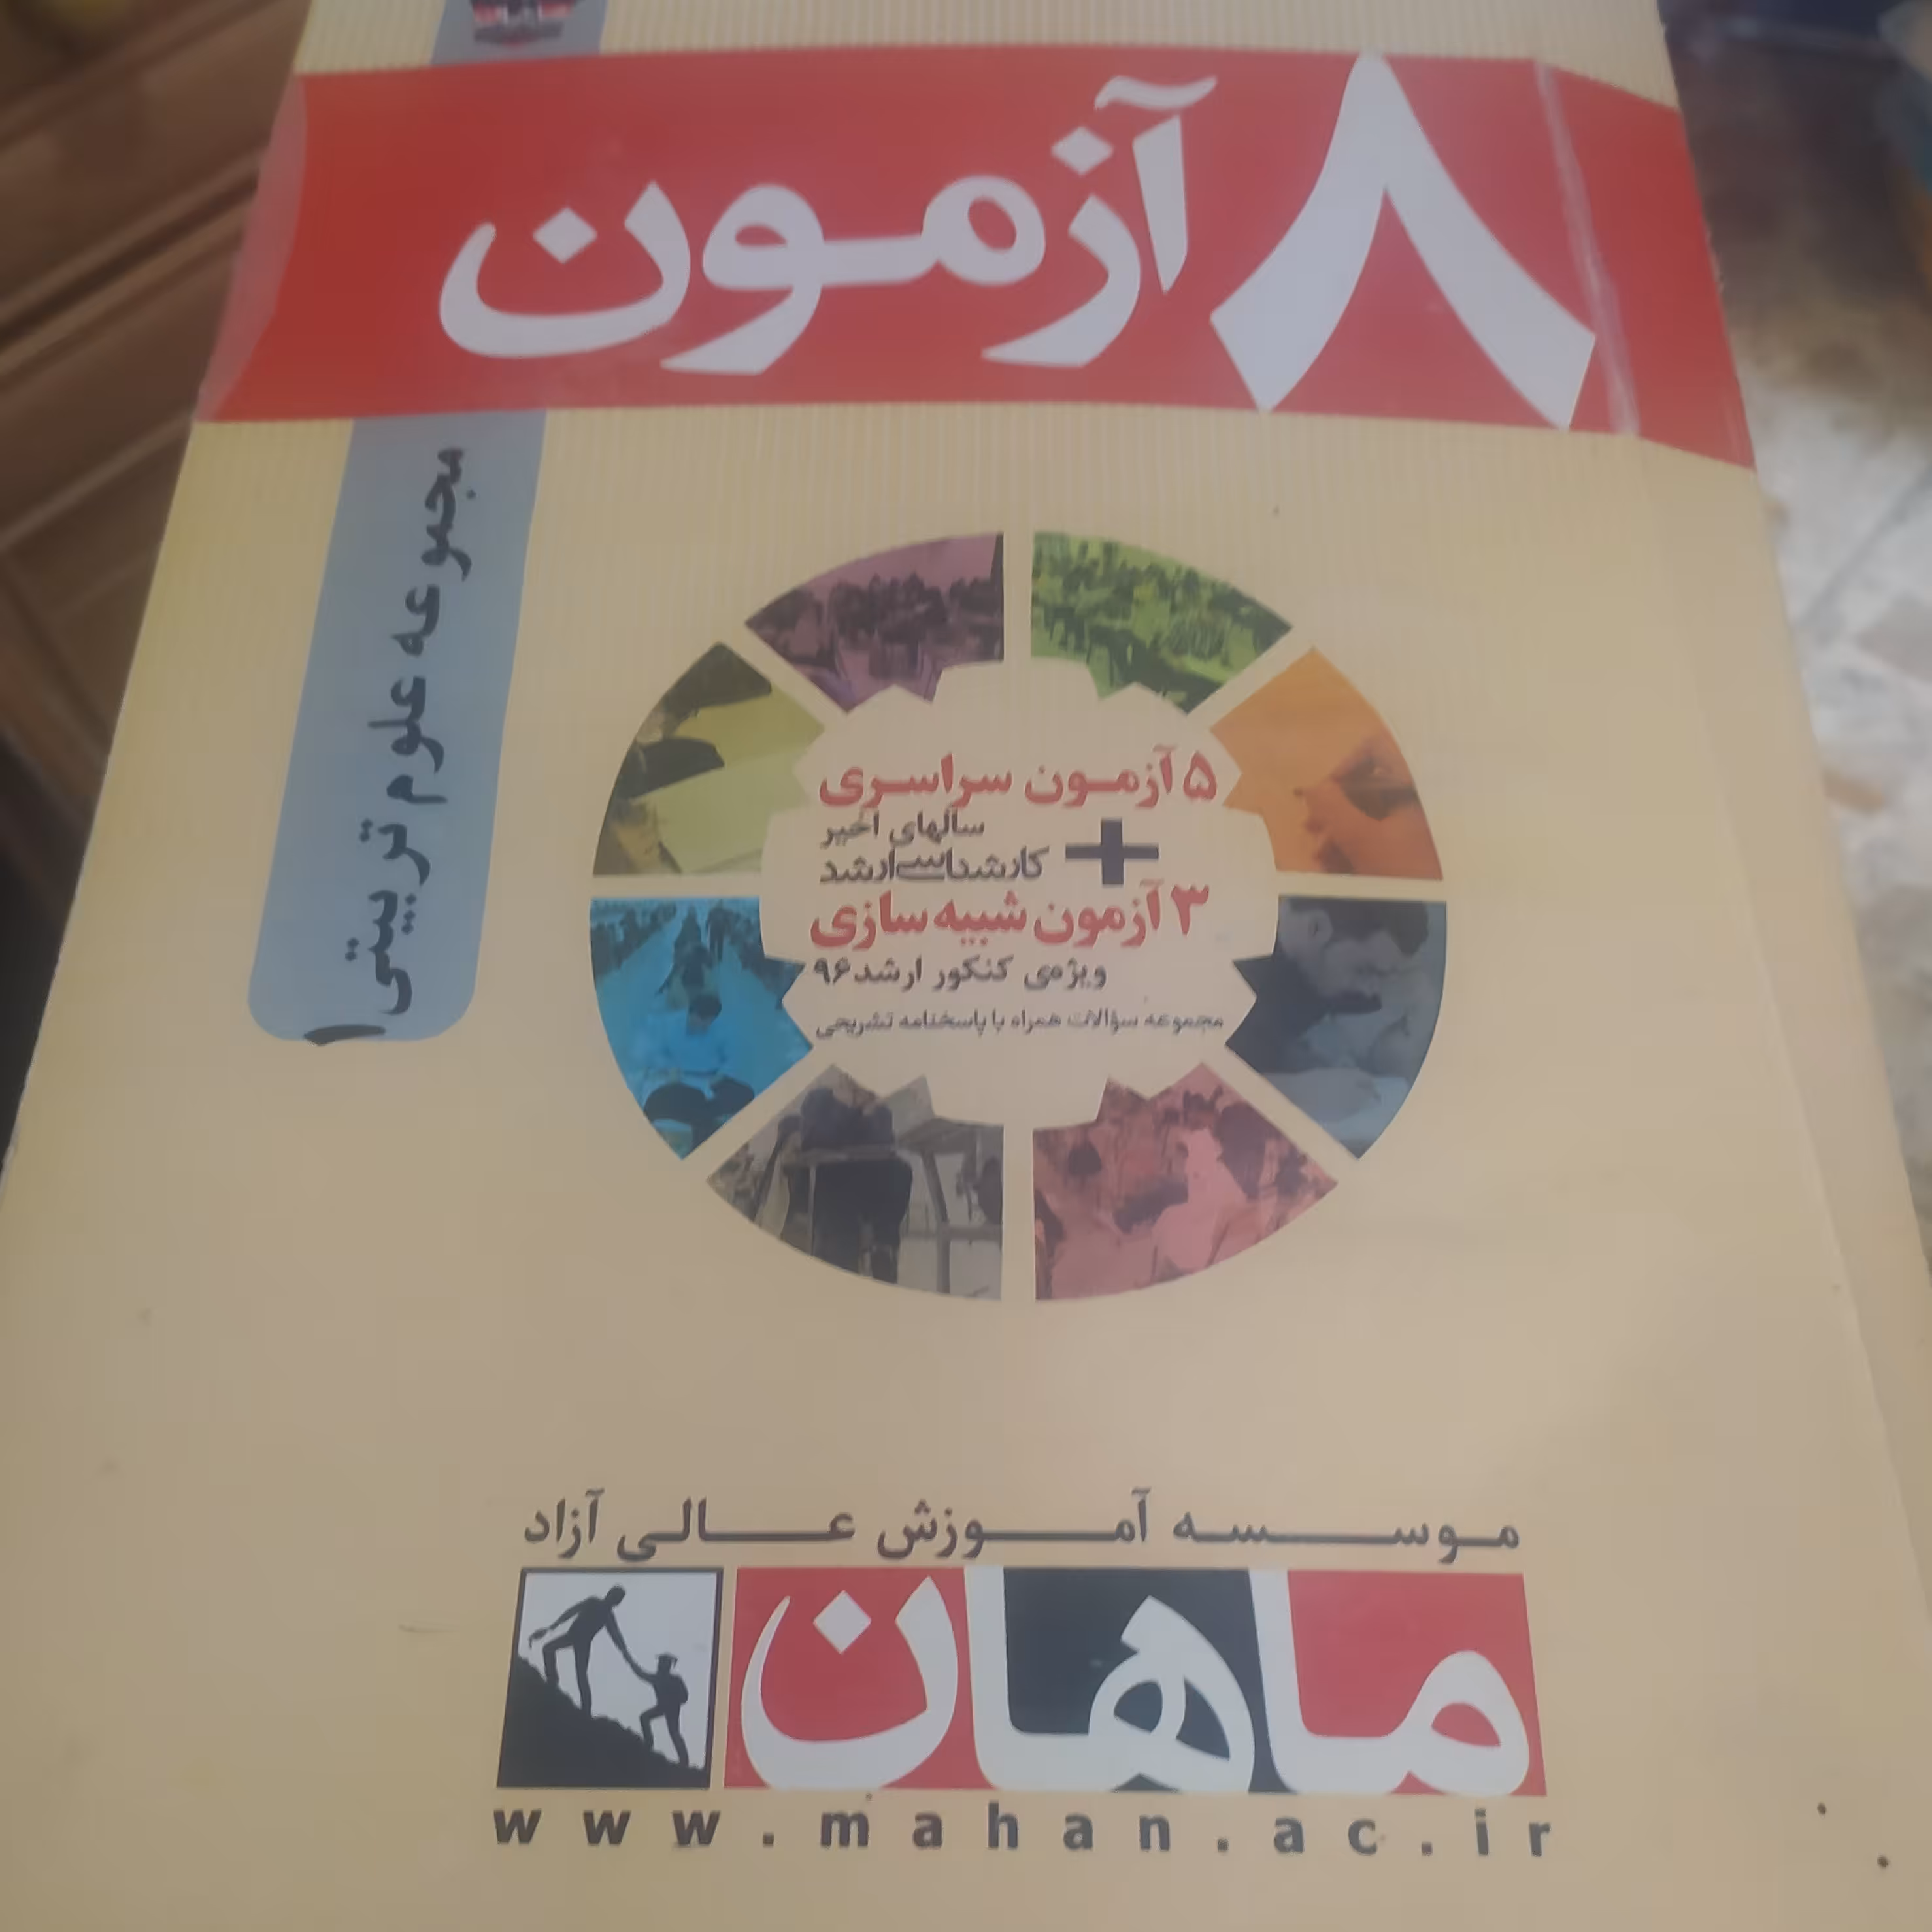 ۸ آزمون
مجموعه علوم تربیتی ۱
۵ آزمون سراسری
سالهای اخیر
کارشناسی ارشد
+
۳ آزمون شبیه سازی
ویژه‌ی کنکور ارشد ۹۶
مجموعه سؤالات همراه با پاسخنامه تشریحی
موسسه آموزش عالی آزاد
ماهان
www.mahan.ac.ir